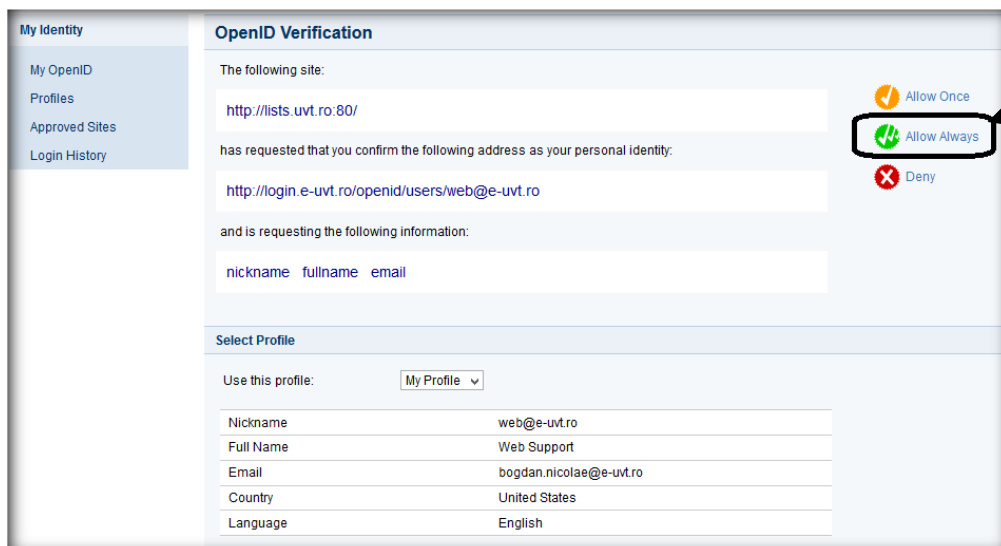 My Identity
My OpenID
Profiles
Approved Sites
Login History
OpenID Verification
The following site:
http://lists.uvt.ro:80/
has requested that you confirm the following address as your personal identity:
http://login.e-uvt.ro/openid/users/web@e-uvt.ro
and is requesting the following information:
nickname fullname email
Allow Once
Allow Always
Deny
Select Profile
Use this profile: My Profile
Nickname web@e-uvt.ro
Full Name Web Support
Email bogdan.nicolae@e-uvt.ro
Country United States
Language English